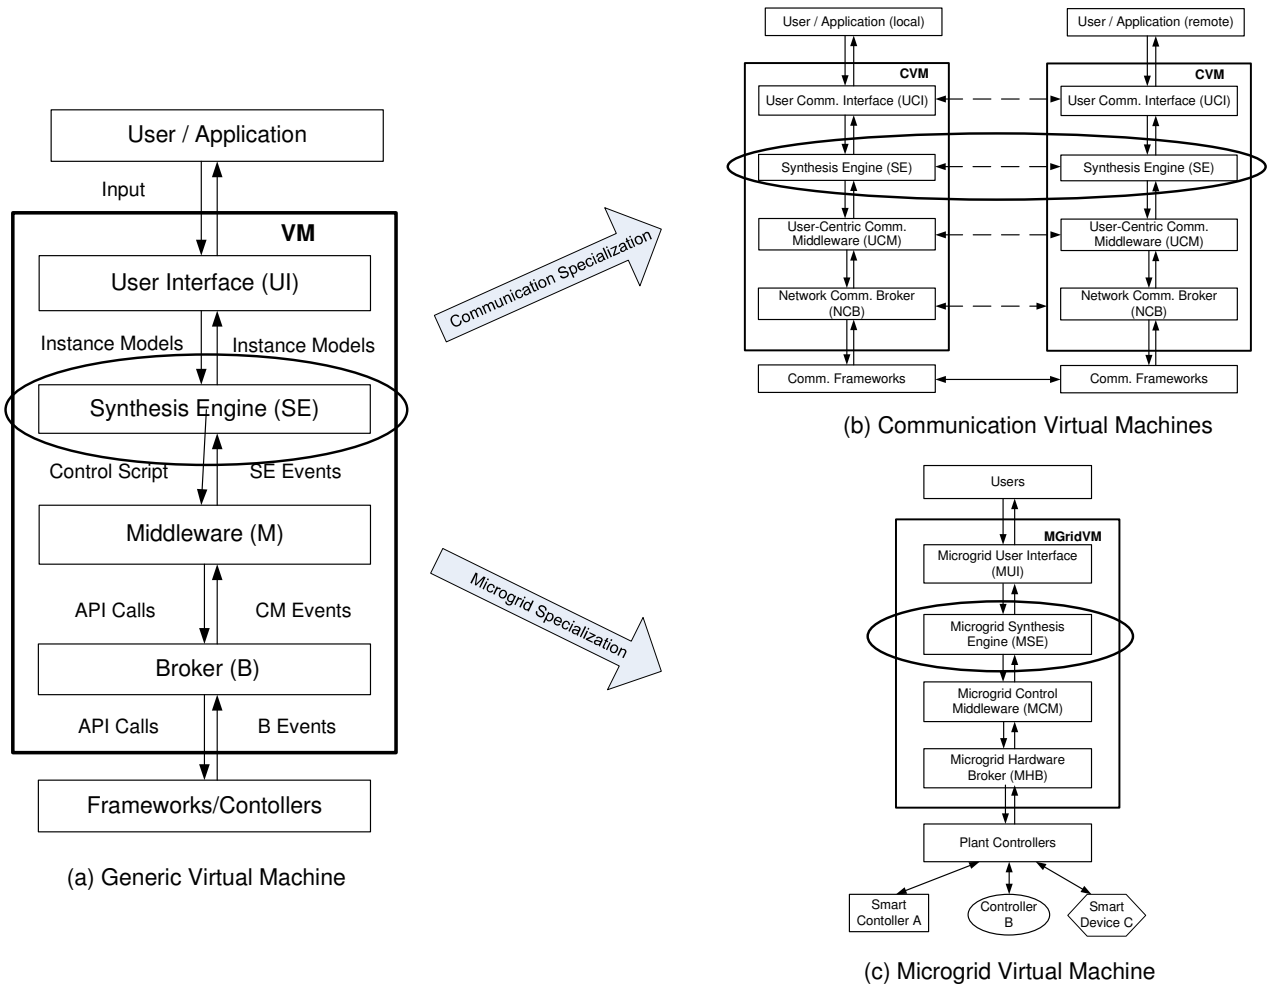 User / Application
Input
VM
User Interface (UI)
Instance Models
Instance Models
Synthesis Engine (SE)
Control Script
SE Events
Middleware (M)
API Calls
CM Events
Broker (B)
API Calls
B Events
Frameworks/Contollers
(a) Generic Virtual Machine
Communication Specialization
Microgrid Specialization
User / Application (local)
User / Application (remote)
CVM
CVM
User Comm. Interface (UCI)
User Comm. Interface (UCI)
Synthesis Engine (SE)
Synthesis Engine (SE)
User-Centric Comm.
Middleware (UCM)
User-Centric Comm.
Middleware (UCM)
Network Comm. Broker
(NCB)
Network Comm. Broker
(NCB)
Comm. Frameworks
Comm. Frameworks
(b) Communication Virtual Machines
Users
MGridVM
Microgrid User Interface
(MUI)
Microgrid Synthesis
Engine (MSE)
Microgrid Control
Middleware (MCM)
Microgrid Hardware
Broker (MHB)
Plant Controllers
Smart
Contoller A
Controller
B
Smart
Device C
(c) Microgrid Virtual Machine